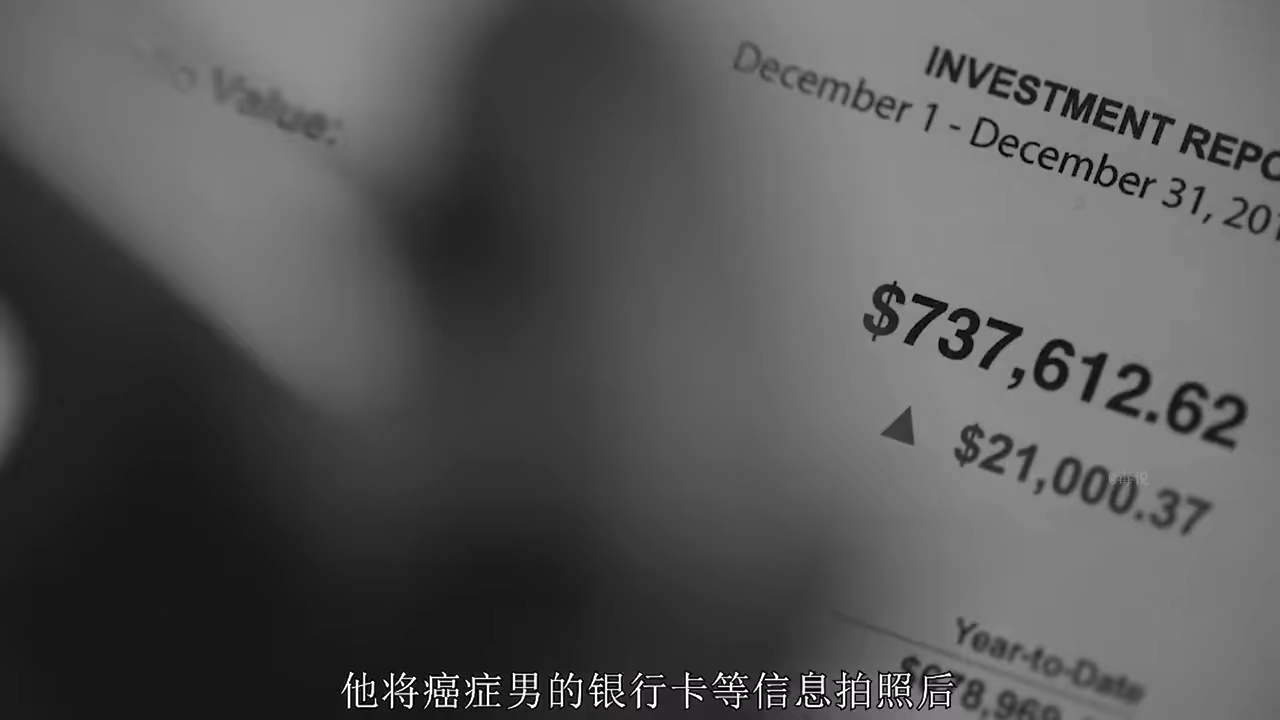 Value:
INVESTMENT REPO
December 1 - December 31, 201
$737,612.62
▲ $21,000.37
Year-to-Date
他将癌症男的银行卡等信息拍照后